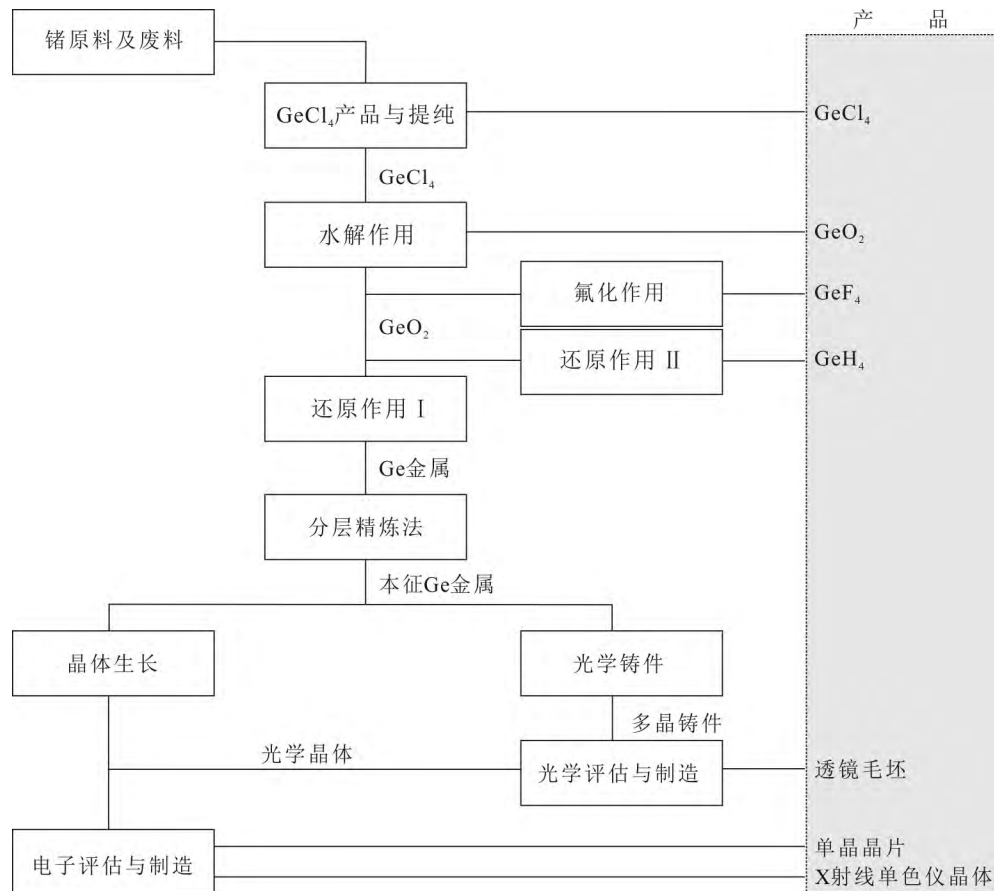 产 品
锗原料及废料
GeCl₄产品与提纯
GeCl₄
GeCl₄
水解作用
GeO₂
氟化作用
GeF₄
GeO₂
还原作用 Ⅱ
GeH₄
还原作用 Ⅰ
Ge金属
分层精炼法
本征Ge金属
晶体生长
光学铸件
多晶铸件
光学晶体
光学评估与制造
透镜毛坯
电子评估与制造
单晶晶片
X射线单色仪晶体